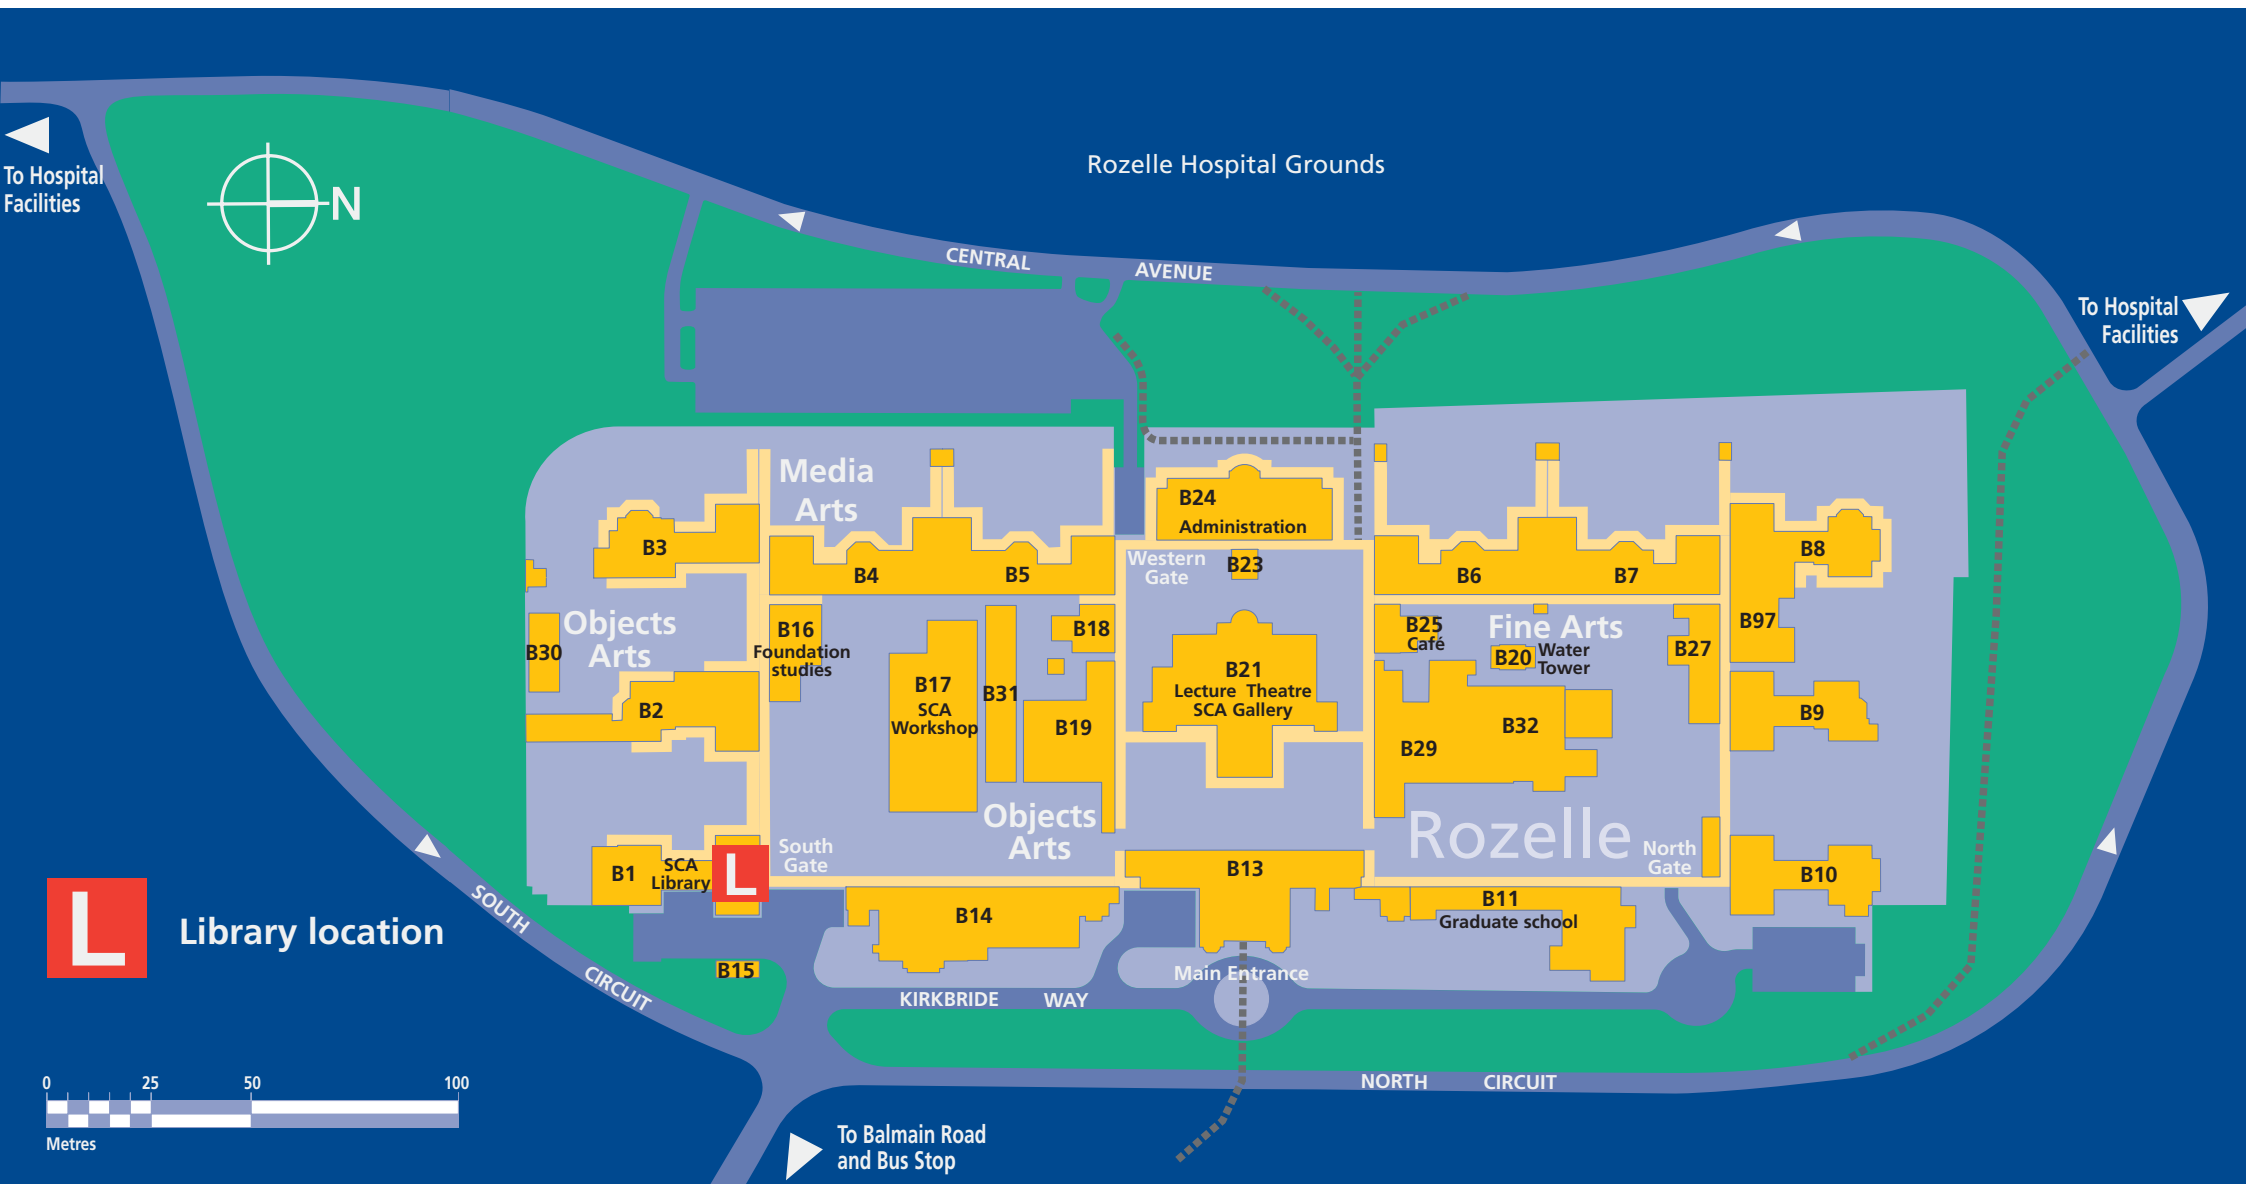 Rozelle Hospital Grounds
To Hospital
Facilities
N
CENTRAL AVENUE
To Hospital
Facilities
Media
Arts
B24
Administration
B3
B4
B5
Western
Gate
B23
B6
B7
B8
Objects
Arts
B30
B16
Foundation
studies
B18
B25
Café
Fine Arts
B20
Water
Tower
B27
B97
B2
B17
SCA
Workshop
B31
B19
B21
Lecture Theatre
SCA Gallery
B29
B32
B9
Objects
Arts
Rozelle
South
Gate
North
Gate
B1
SCA
Library
L
B13
B10
B14
B11
Graduate school
L
Library location
SOUTH CIRCUIT
B15
Main Entrance
KIRKBRIDE WAY
NORTH CIRCUIT
0 25 50 100
Metres
To Balmain Road
and Bus Stop